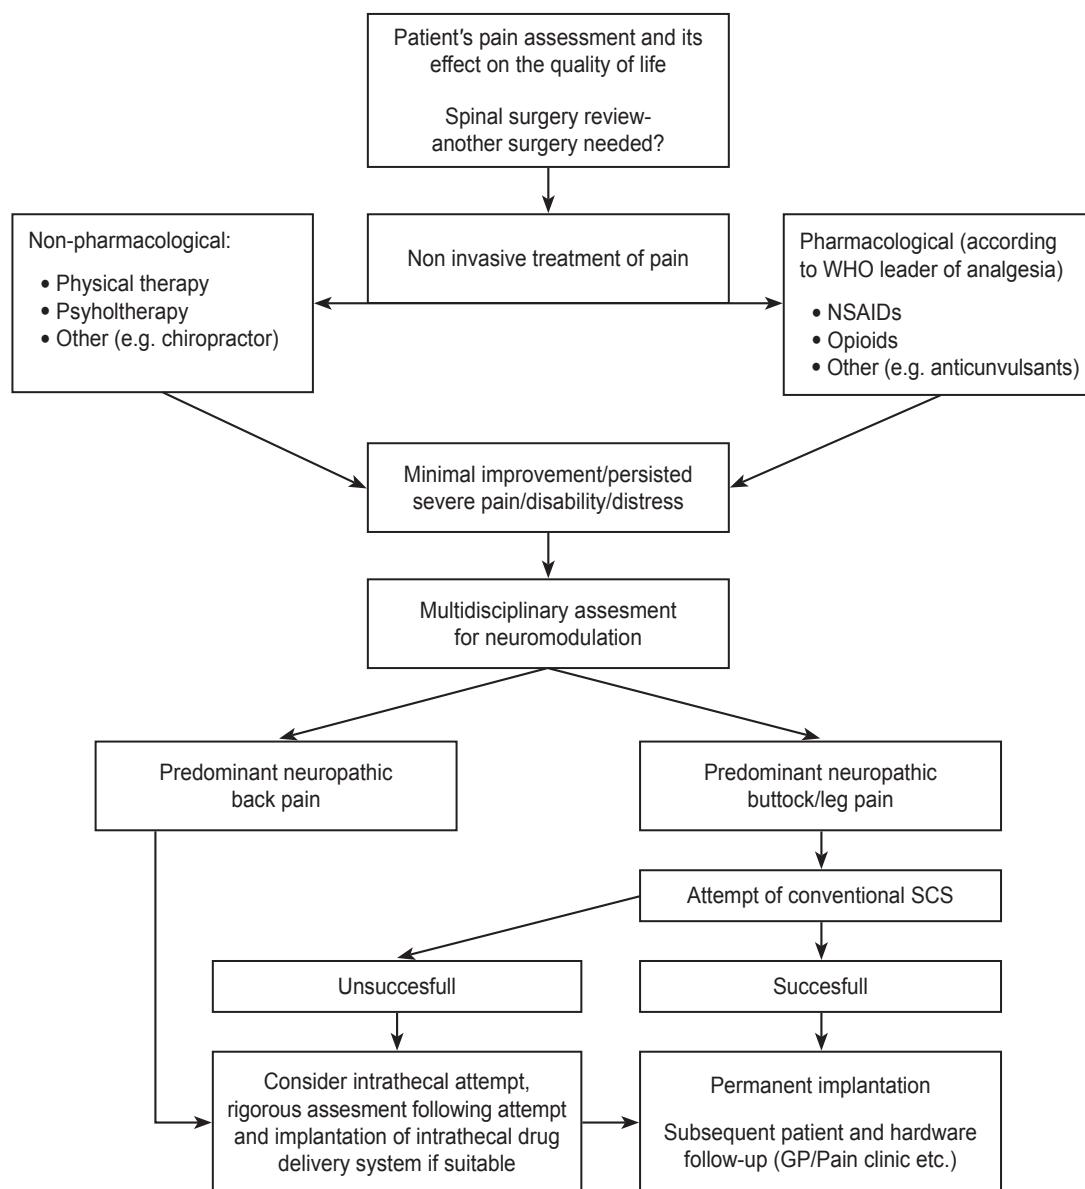 Patient's pain assessment and its
effect on the quality of life
Spinal surgery review-
another surgery needed?
Non invasive treatment of pain
Non-pharmacological:
• Physical therapy
• Psyholtherapy
• Other (e.g. chiropractor)
Pharmacological (according
to WHO leader of analgesia)
• NSAIDs
• Opioids
• Other (e.g. anticunvulsants)
Minimal improvement/persisted
severe pain/disability/distress
Multidisciplinary assesment
for neuromodulation
Predominant neuropathic
back pain
Predominant neuropathic
buttock/leg pain
Attempt of conventional SCS
Unsuccesfull
Succesfull
Consider intrathecal attempt,
rigorous assesment following attempt
and implantation of intrathecal drug
delivery system if suitable
Permanent implantation
Subsequent patient and hardware
follow-up (GP/Pain clinic etc.)